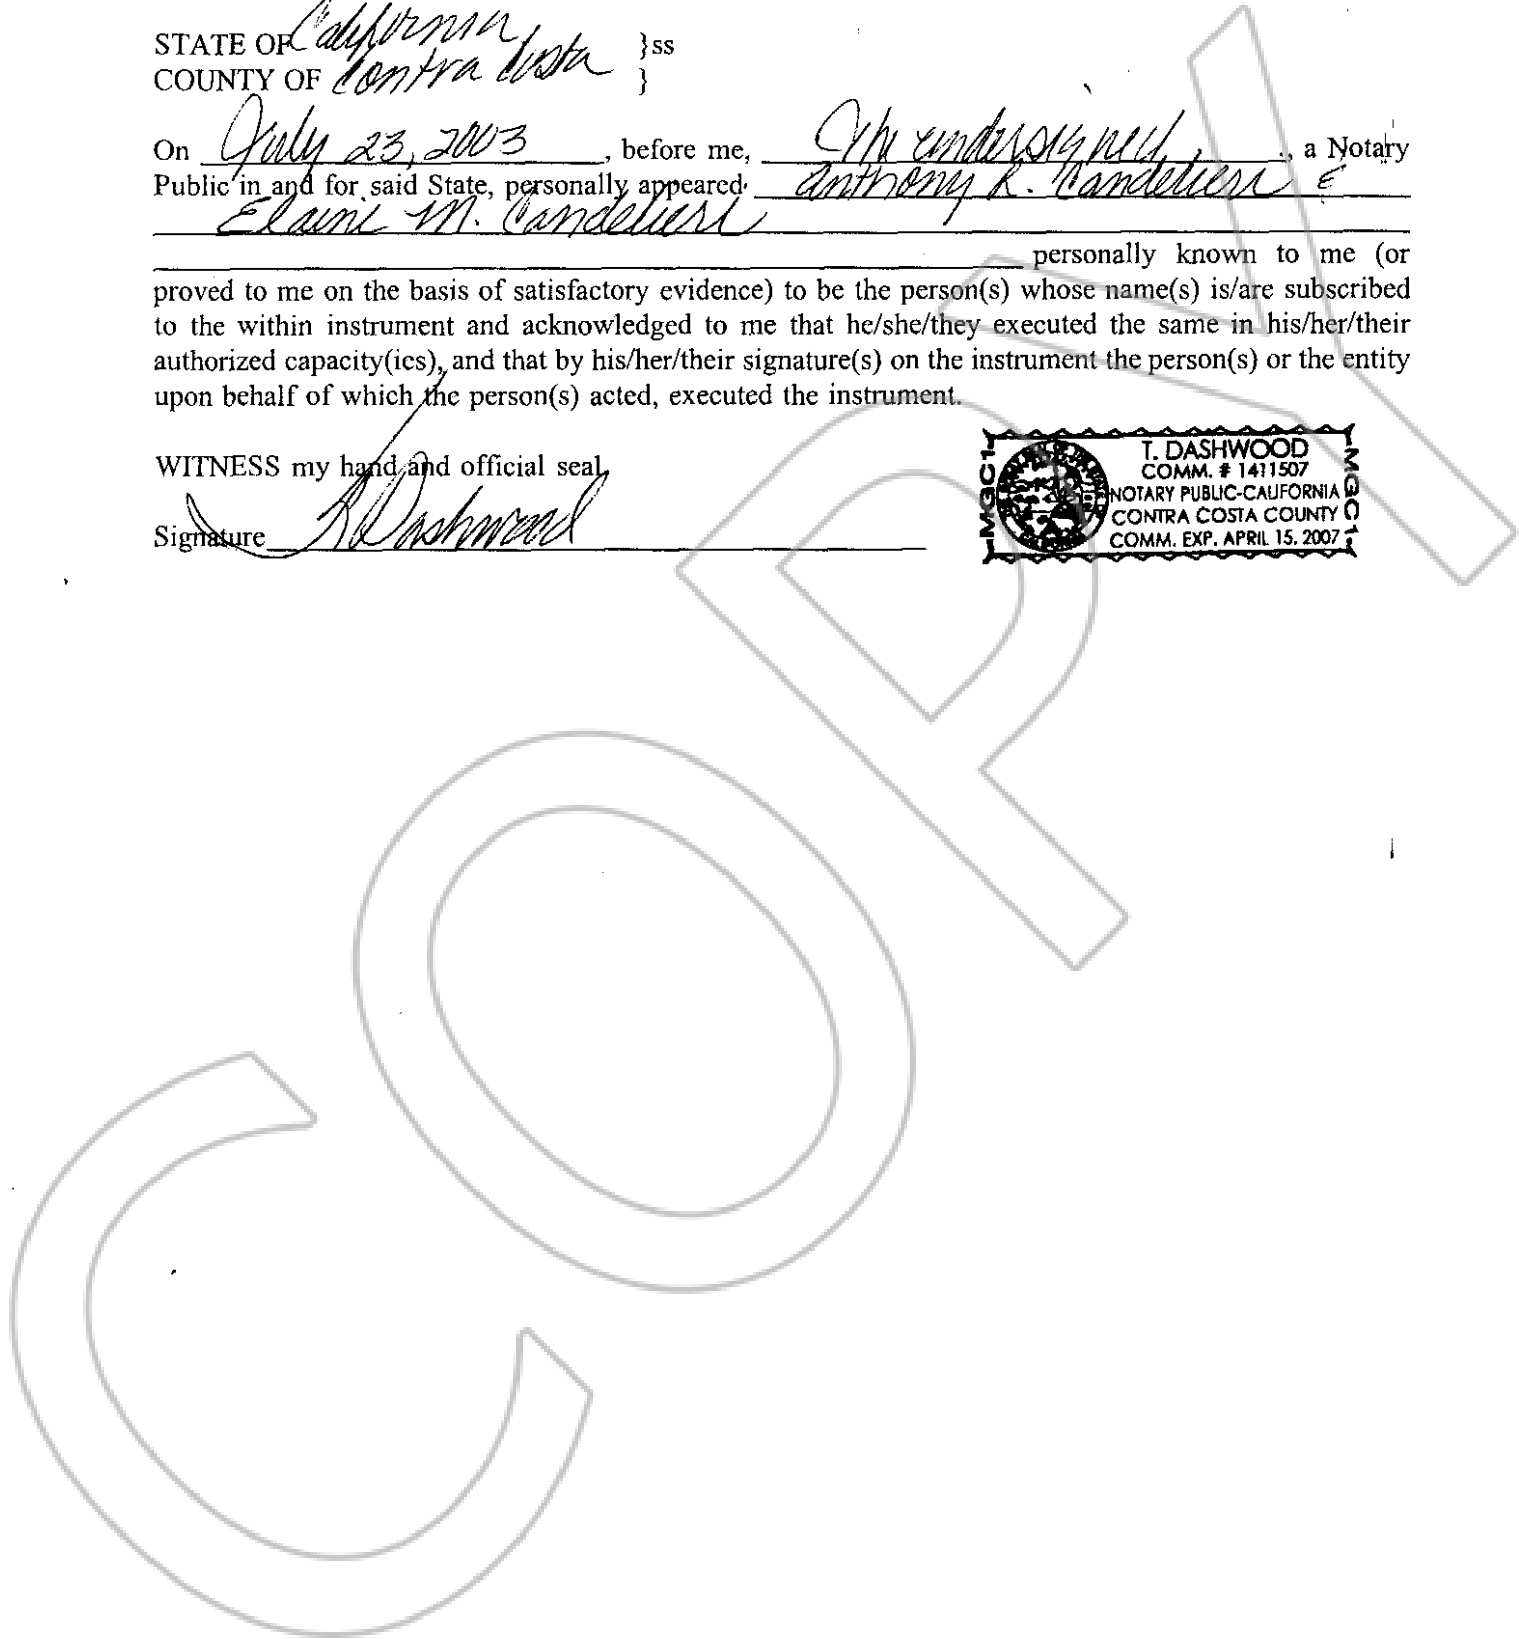 STATE OF California }ss
COUNTY OF Contra Costa }
On July 23, 2003, before me, The undersigned, a Notary
Public in and for said State, personally appeared Anthony R. Candelieri &
Elaine M. Candelieri
personally known to me (or
proved to me on the basis of satisfactory evidence) to be the person(s) whose name(s) is/are subscribed
to the within instrument and acknowledged to me that he/she/they executed the same in his/her/their
authorized capacity(ies), and that by his/her/their signature(s) on the instrument the person(s) or the entity
upon behalf of which the person(s) acted, executed the instrument.
WITNESS my hand and official seal,
Signature Dashwood
MGC1
T. DASHWOOD
COMM. # 1411507
NOTARY PUBLIC-CALIFORNIA
CONTRA COSTA COUNTY
COMM. EXP. APRIL 15, 2007
MGC1
COPY